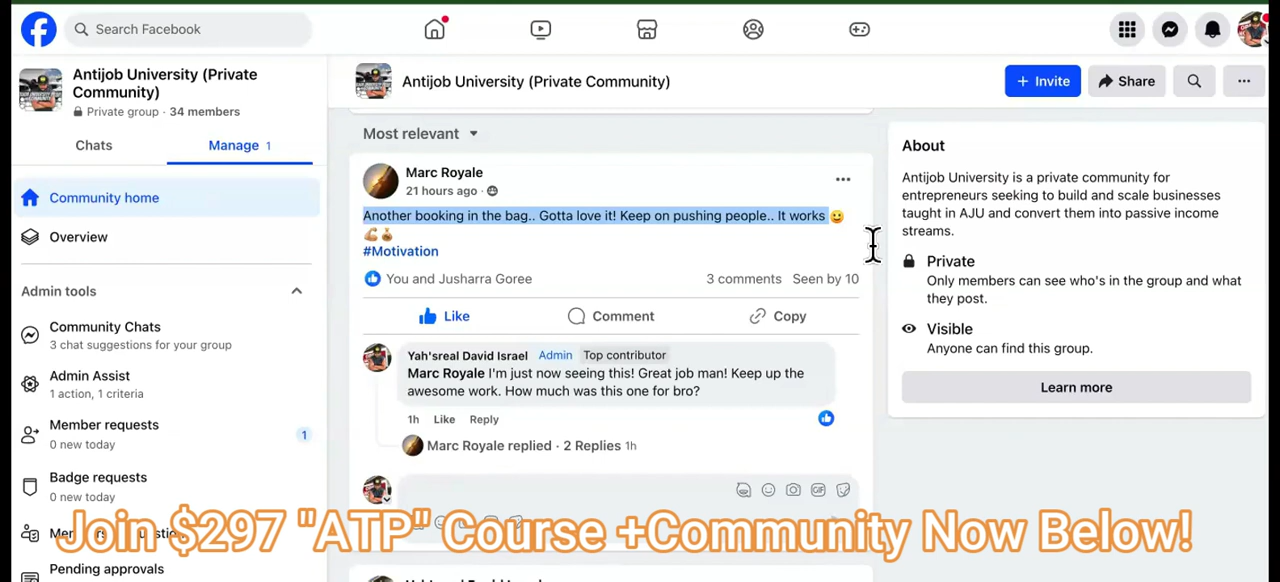 Search Facebook
Antijob University (Private
Community)
Private group · 34 members
Chats
Manage 1
Community home
Overview
Admin tools
Community Chats
3 chat suggestions for your group
Admin Assist
1 action, 1 criteria
Member requests
0 new today
1
Badge requests
0 new today
Pending approvals
Antijob University (Private Community)
+ Invite
Share
Most relevant
Marc Royale
21 hours ago ·
Another booking in the bag.. Gotta love it! Keep on pushing people.. It works 😀
💪🏼💰
#Motivation
You and Jusharra Goree
3 comments Seen by 10
Like
Comment
Copy
Yah'sreal David Israel Admin Top contributor
Marc Royale I'm just now seeing this! Great job man! Keep up the
awesome work. How much was this one for bro?
1h Like Reply
Marc Royale replied · 2 Replies 1h
GIF
About
Antijob University is a private community for
entrepreneurs seeking to build and scale businesses
taught in AJU and convert them into passive income
streams.
Private
Only members can see who's in the group and what
they post.
Visible
Anyone can find this group.
Learn more
Join $297 "ATP" Course +Community Now Below!